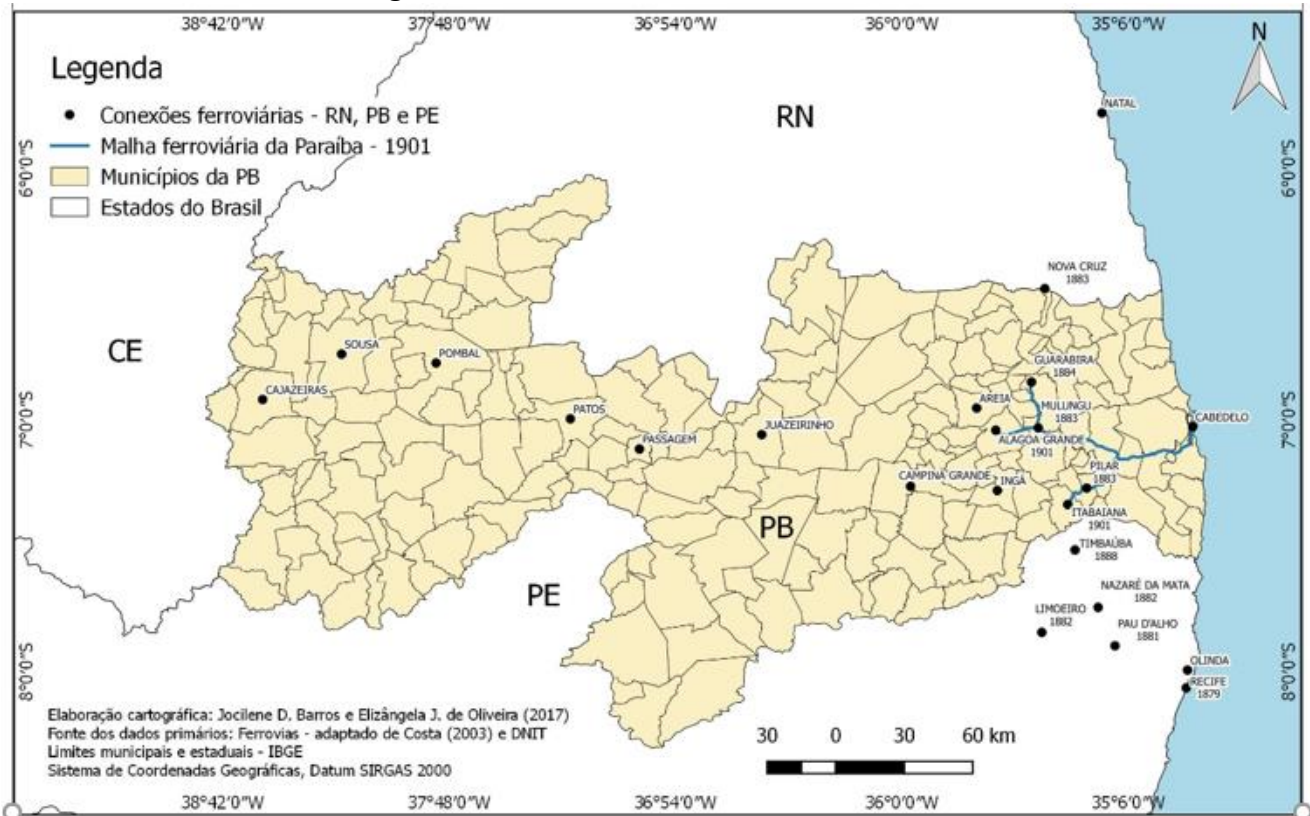 38°42'0"W 37°48'0"W 36°54'0"W 36°00'0"W 35°6'0"W
N
Legenda
Conexões ferroviárias - RN, PB e PE
Malha ferroviária da Paraíba - 1901
Municípios da PB
Estados do Brasil
RN
NATAL
6°0'0"S
6°0'0"S
NOVA CRUZ
1883
CE
SOUSA
POMBAL
CAJAZEIRAS
PATOS
PASSAGEM
JUAZEIRINHO
GUARABIRA
1884
AREIA
MULUNGU
1883
ALAGOA GRANDE
1901
CABEDELO
7°0'0"S
7°0'0"S
CAMPINA GRANDE
INGÁ
PILAR
1883
ITABAIANA
1901
PB
TIMBAÚBA
1888
PE
NAZARÉ DA MATA
1882
LIMOEIRO
1882
PAU D'ALHO
1881
OLINDA
RECIFE
1879
8°0'0"S
8°0'0"S
Elaboração cartográfica: Jocilene D. Barros e Elizângela J. de Oliveira (2017)
Fonte dos dados primários: Ferrovias - adaptado de Costa (2003) e DNIT
Limites municipais e estaduais - IBGE
Sistema de Coordenadas Geográficas, Datum SIRGAS 2000
30 0 30 60 km
38°42'0"W 37°48'0"W 36°54'0"W 36°00'0"W 35°6'0"W